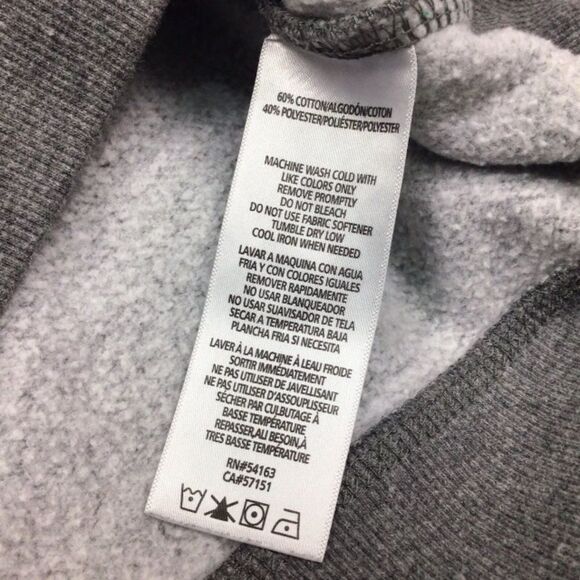 60% COTTON/ALGODÓN/COTON
40% POLYESTER/POLIÉSTER/POLYESTER
MACHINE WASH COLD WITH
LIKE COLORS ONLY
REMOVE PROMPTLY
DO NOT BLEACH
DO NOT USE FABRIC SOFTENER
TUMBLE DRY LOW
COOL IRON WHEN NEEDED
LAVAR A MAQUINA CON AGUA
FRIA Y CON COLORES IGUALES
REMOVER RAPIDAMENTE
NO USAR BLANQUEADOR
NO USAR SUAVISADOR DE TELA
SECAR A TEMPERATURA BAJA
PLANCHA FRIA SI NECESITA
LAVER À LA MACHINE À LEAU FROIDE
SORTIR IMMÉDIATEMENT
NE PAS UTILISER DE JAVELLISANT
NE PAS UTILISER D'ASSOUPLISSEUR
SÉCHER PAR CULBUTAGE À
BASSE TEMPÉRATURE
REPASSER,AU BESOIN,À
TRES BASSE TEMPÉRATURE
RN#54163
CA#57151